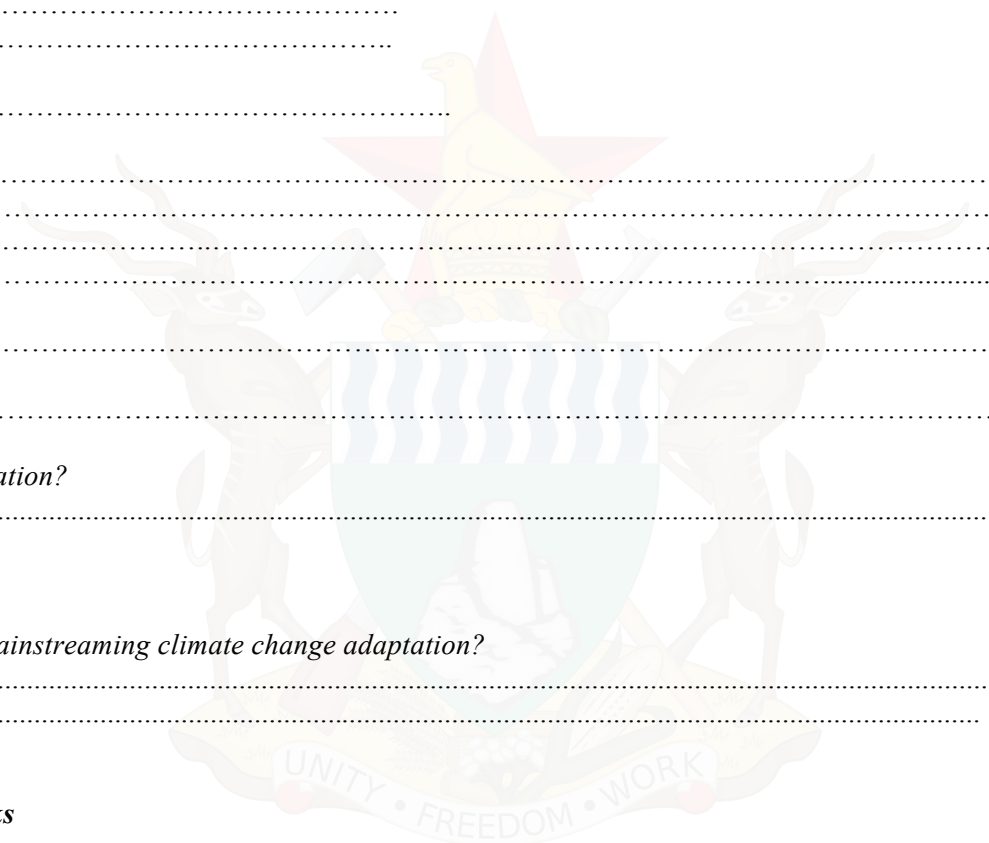 ation?
ainstreaming climate change adaptation?
UNITY • FREEDOM • WORK